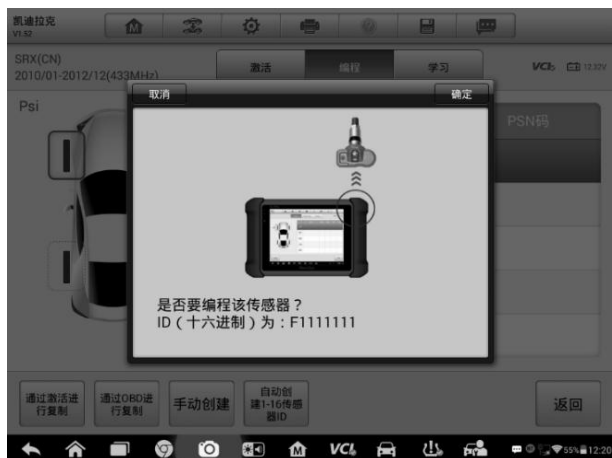 凯迪拉克
V1.52
SRX(CN)
2010/01-2012/12(433MHz)
激活
编程
学习
VCI
12.32V
Psi
PSN码
取消
确定
是否要编程该传感器？
ID（十六进制）为：F1111111
通过激活进
行复制
通过OBD进
行复制
手动创建
自动创
建1-16传感
器ID
返回
VCI
55%
12:20